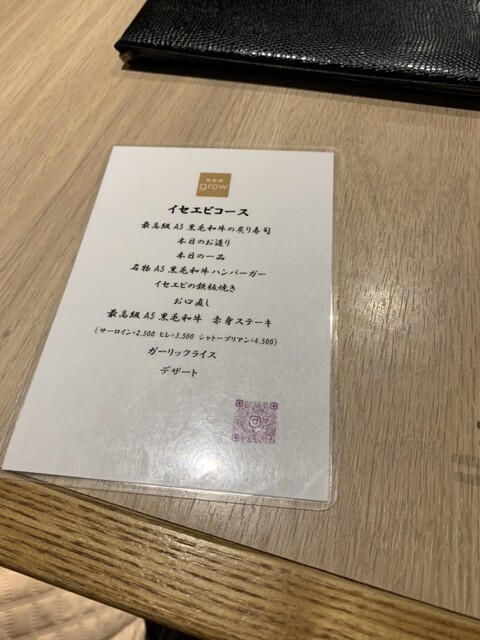 鉄板焼
grow
イセエビコース
最高級 A5 黒毛和牛の炙り寿司
本日のお造り
本日の一品
名物 A5 黒毛和牛ハンバーガー
イセエビの鉄板焼き
お口直し
最高級 A5 黒毛和牛 赤身ステーキ
(サーロイン+2,500 ヒレ+3,500 シャトーブリアン+4,500)
ガーリックライス
デザート